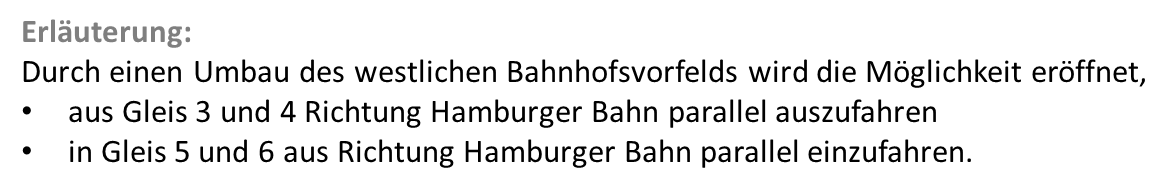 Erläuterung:
Durch einen Umbau des westlichen Bahnhofsvorfelds wird die Möglichkeit eröffnet,
• aus Gleis 3 und 4 Richtung Hamburger Bahn parallel auszufahren
• in Gleis 5 und 6 aus Richtung Hamburger Bahn parallel einzufahren.